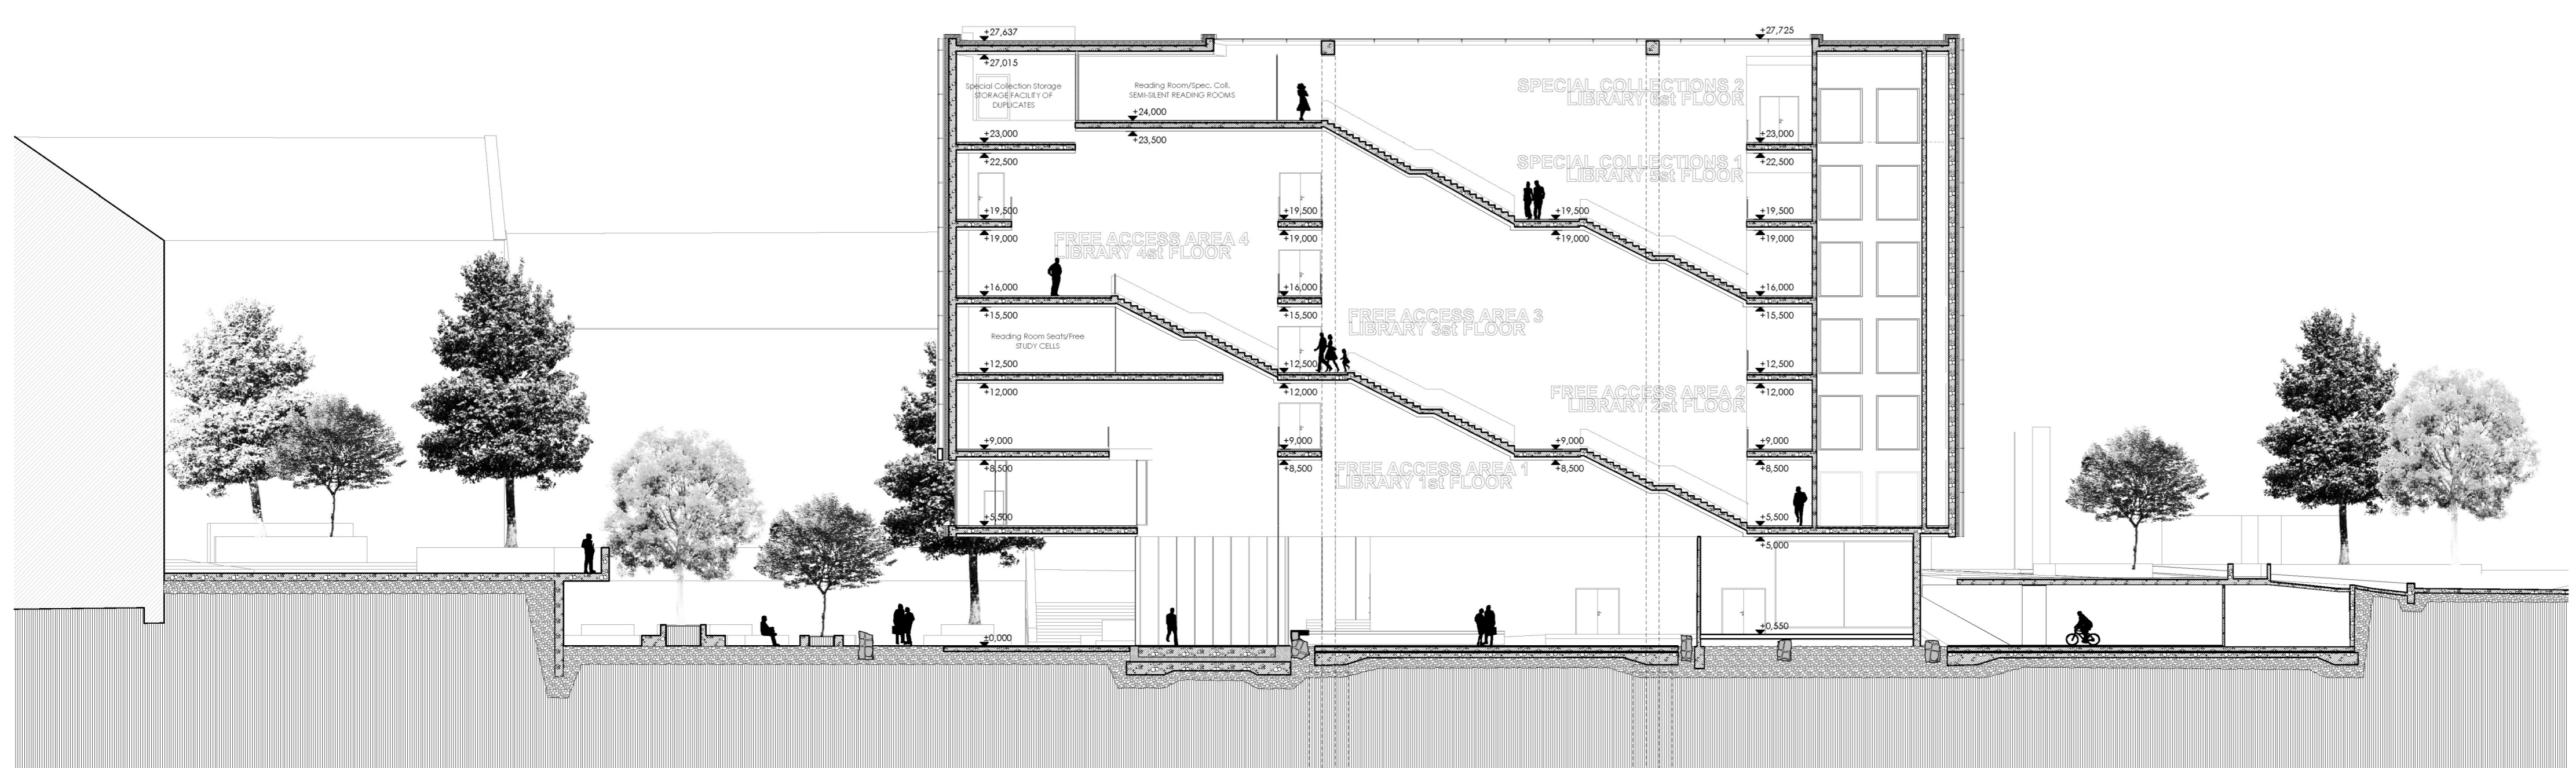 +27,637
+27,725
+27,015
Special Collection Storage
STORAGE FACILITY OF
DUPLICATES
Reading Room/Spec. Coll.
SEMI-SILENT READING ROOMS
SPECIAL COLLECTIONS 2
LIBRARY 6st FLOOR
+24,000
+23,500
+23,000
+22,500
+23,000
+22,500
SPECIAL COLLECTIONS 1
LIBRARY 5st FLOOR
+19,500
+19,000
+19,500
+19,000
+19,500
+19,000
+19,500
+19,000
FREE ACCESS AREA 4
LIBRARY 4st FLOOR
+16,000
+15,500
+16,000
+15,500
+16,000
+15,500
FREE ACCESS AREA 3
LIBRARY 3st FLOOR
Reading Room Seats/Free
STUDY CELLS
+12,500
+12,000
+12,500
+12,000
+12,500
+12,000
FREE ACCESS AREA 2
LIBRARY 2st FLOOR
+9,000
+8,500
+9,000
+8,500
+9,000
+8,500
+9,000
+8,500
FREE ACCESS AREA 1
LIBRARY 1st FLOOR
+5,500
+5,500
+5,000
±0,000
+0,550